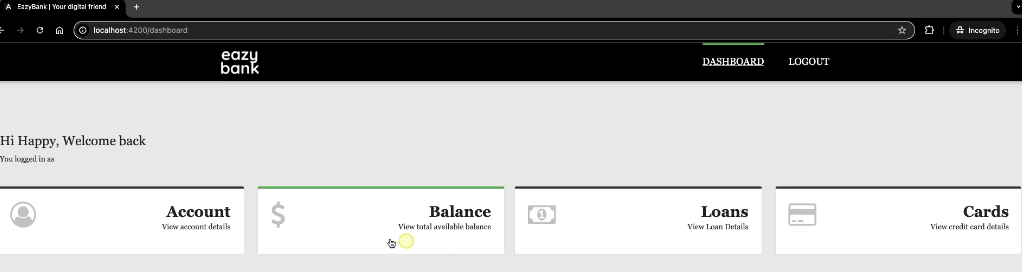 EazyBank | Your digital friend
localhost:4200/dashboard
Incognito
eazy
bank
DASHBOARD
LOGOUT
Hi Happy, Welcome back
You logged in as
Account
View account details
$
Balance
View total available balance
1
Loans
View Loan Details
Cards
View credit card details